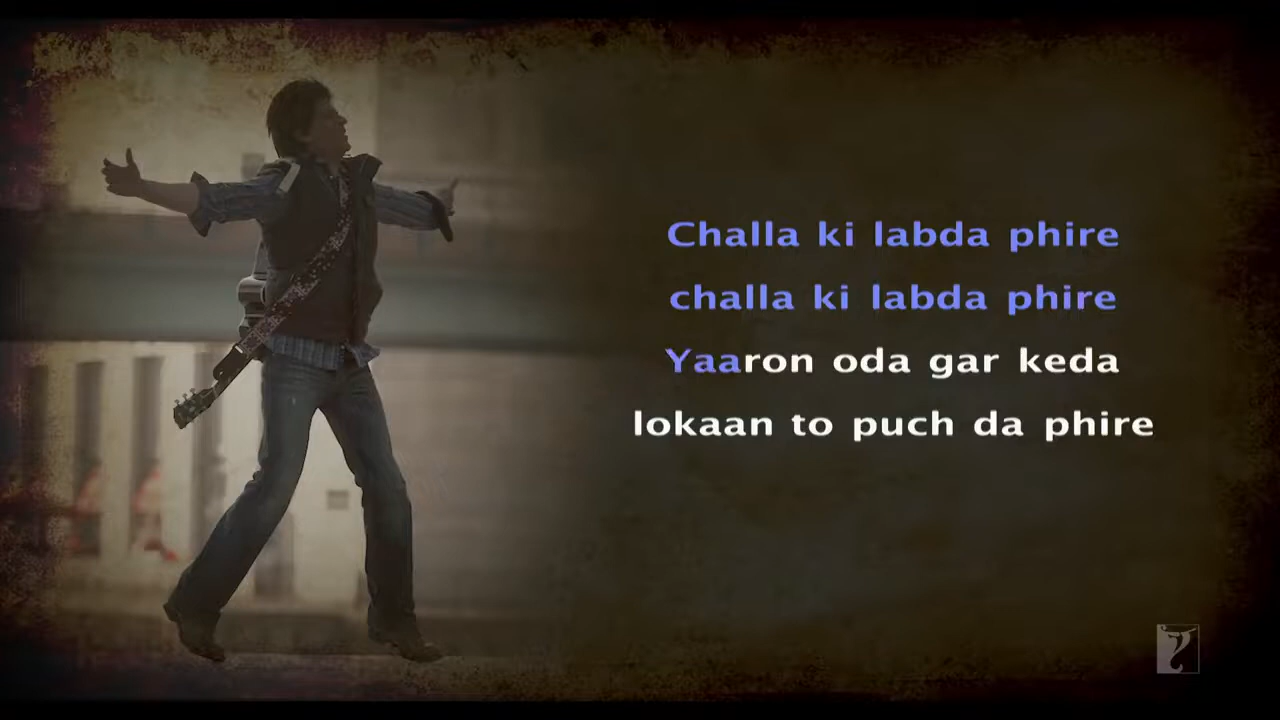 Challa ki labda phire
challa ki labda phire
Yaaron oda gar keda
lokaan to puch da phire